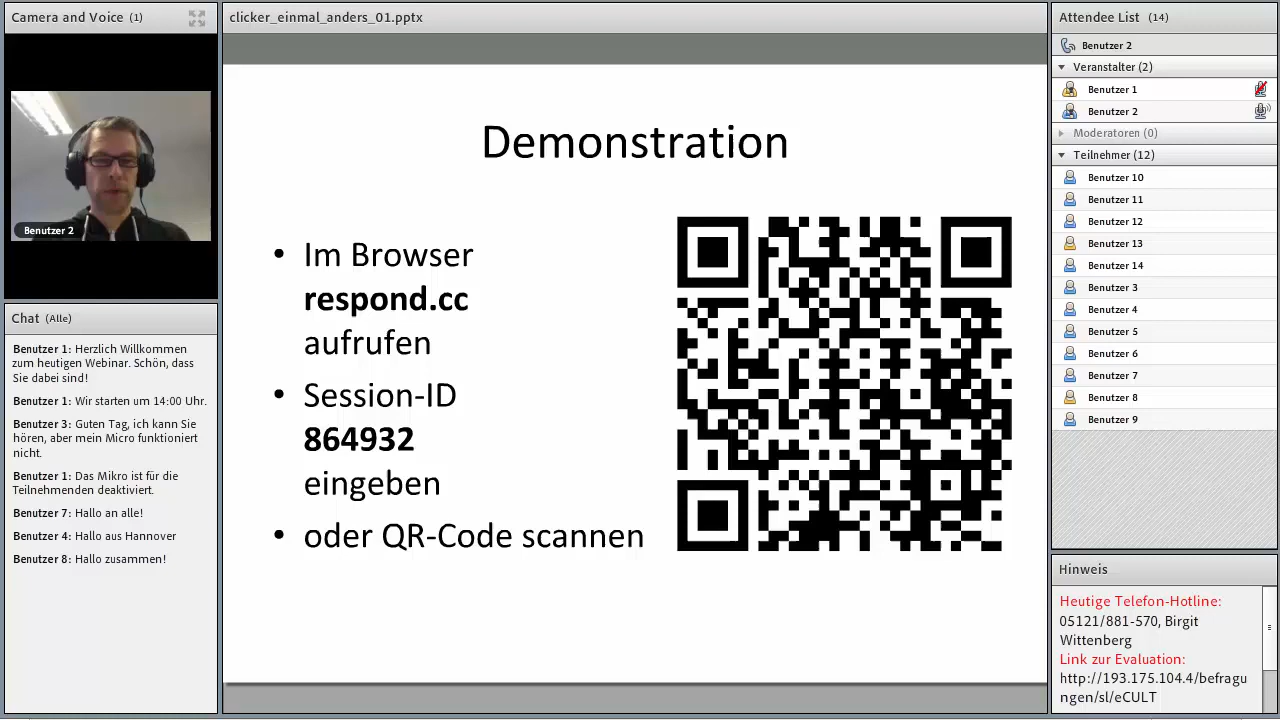 Camera and Voice (1)
Benutzer 2
Chat (Alle)
Benutzer 1: Herzlich Willkommen
zum heutigen Webinar. Schön, dass
Sie dabei sind!
Benutzer 1: Wir starten um 14:00 Uhr.
Benutzer 3: Guten Tag, ich kann Sie
hören, aber mein Micro funktioniert
nicht.
Benutzer 1: Das Mikro ist für die
Teilnehmenden deaktiviert.
Benutzer 7: Hallo an alle!
Benutzer 4: Hallo aus Hannover
Benutzer 8: Hallo zusammen!
clicker_einmal_anders_01.pptx
Demonstration
• Im Browser
respond.cc
aufrufen
• Session-ID
864932
eingeben
• oder QR-Code scannen
Attendee List (14)
Benutzer 2
Veranstalter (2)
Benutzer 1
Benutzer 2
Moderatoren (0)
Teilnehmer (12)
Benutzer 10
Benutzer 11
Benutzer 12
Benutzer 13
Benutzer 14
Benutzer 3
Benutzer 4
Benutzer 5
Benutzer 6
Benutzer 7
Benutzer 8
Benutzer 9
Hinweis
Heutige Telefon-Hotline:
05121/881-570, Birgit
Wittenberg
Link zur Evaluation:
http://193.175.104.4/befragu
ngen/sl/eCULT